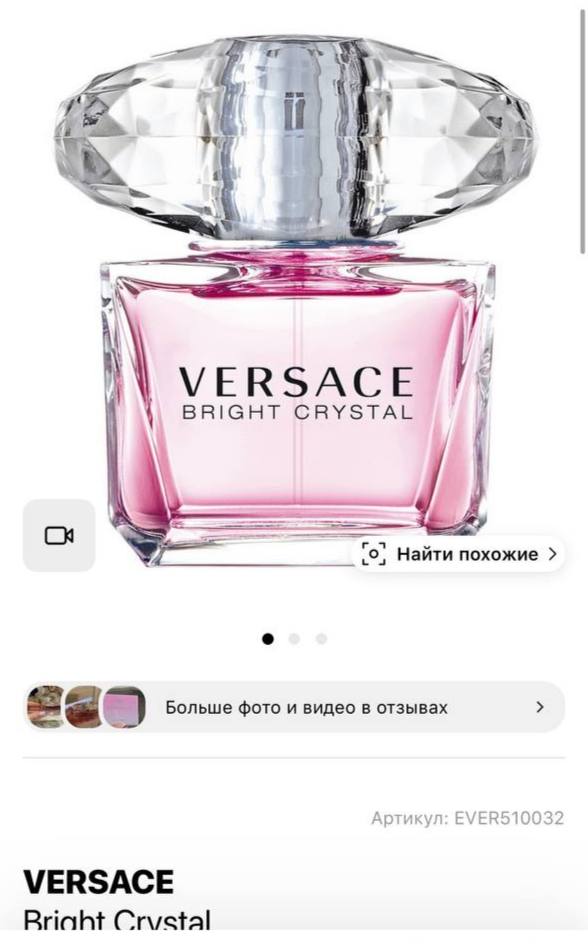 VERSACE
BRIGHT CRYSTAL
Найти похожие
Больше фото и видео в отзывах
Артикул: EVER510032
VERSACE
Bright Crystal